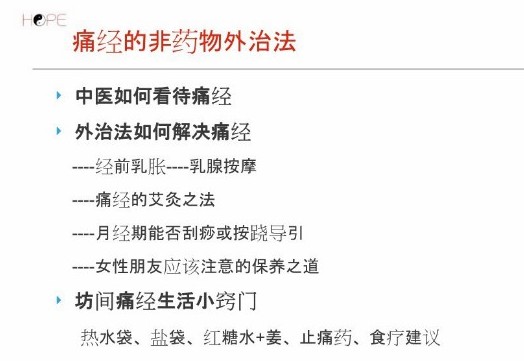 HOPE
痛经的非药物外治法
中医如何看待痛经
外治法如何解决痛经
----经前乳胀----乳腺按摩
----痛经的艾灸之法
----月经期能否刮痧或按跷导引
----女性朋友应该注意的保养之道
坊间痛经生活小窍门
热水袋、盐袋、红糖水+姜、止痛药、食疗建议